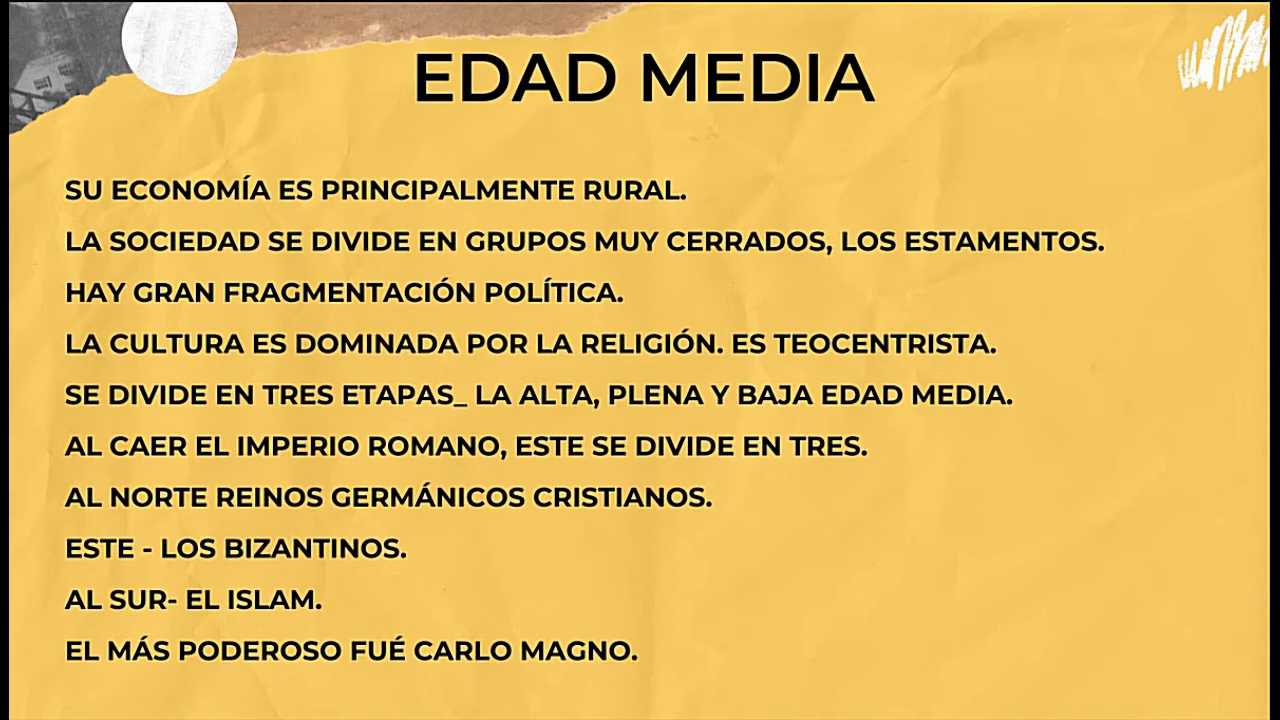 EDAD MEDIA
SU ECONOMÍA ES PRINCIPALMENTE RURAL.
LA SOCIEDAD SE DIVIDE EN GRUPOS MUY CERRADOS, LOS ESTAMENTOS.
HAY GRAN FRAGMENTACIÓN POLÍTICA.
LA CULTURA ES DOMINADA POR LA RELIGIÓN. ES TEOCENTRISTA.
SE DIVIDE EN TRES ETAPAS_ LA ALTA, PLENA Y BAJA EDAD MEDIA.
AL CAER EL IMPERIO ROMANO, ESTE SE DIVIDE EN TRES.
AL NORTE REINOS GERMÁNICOS CRISTIANOS.
ESTE - LOS BIZANTINOS.
AL SUR- EL ISLAM.
EL MÁS PODEROSO FUÉ CARLO MAGNO.